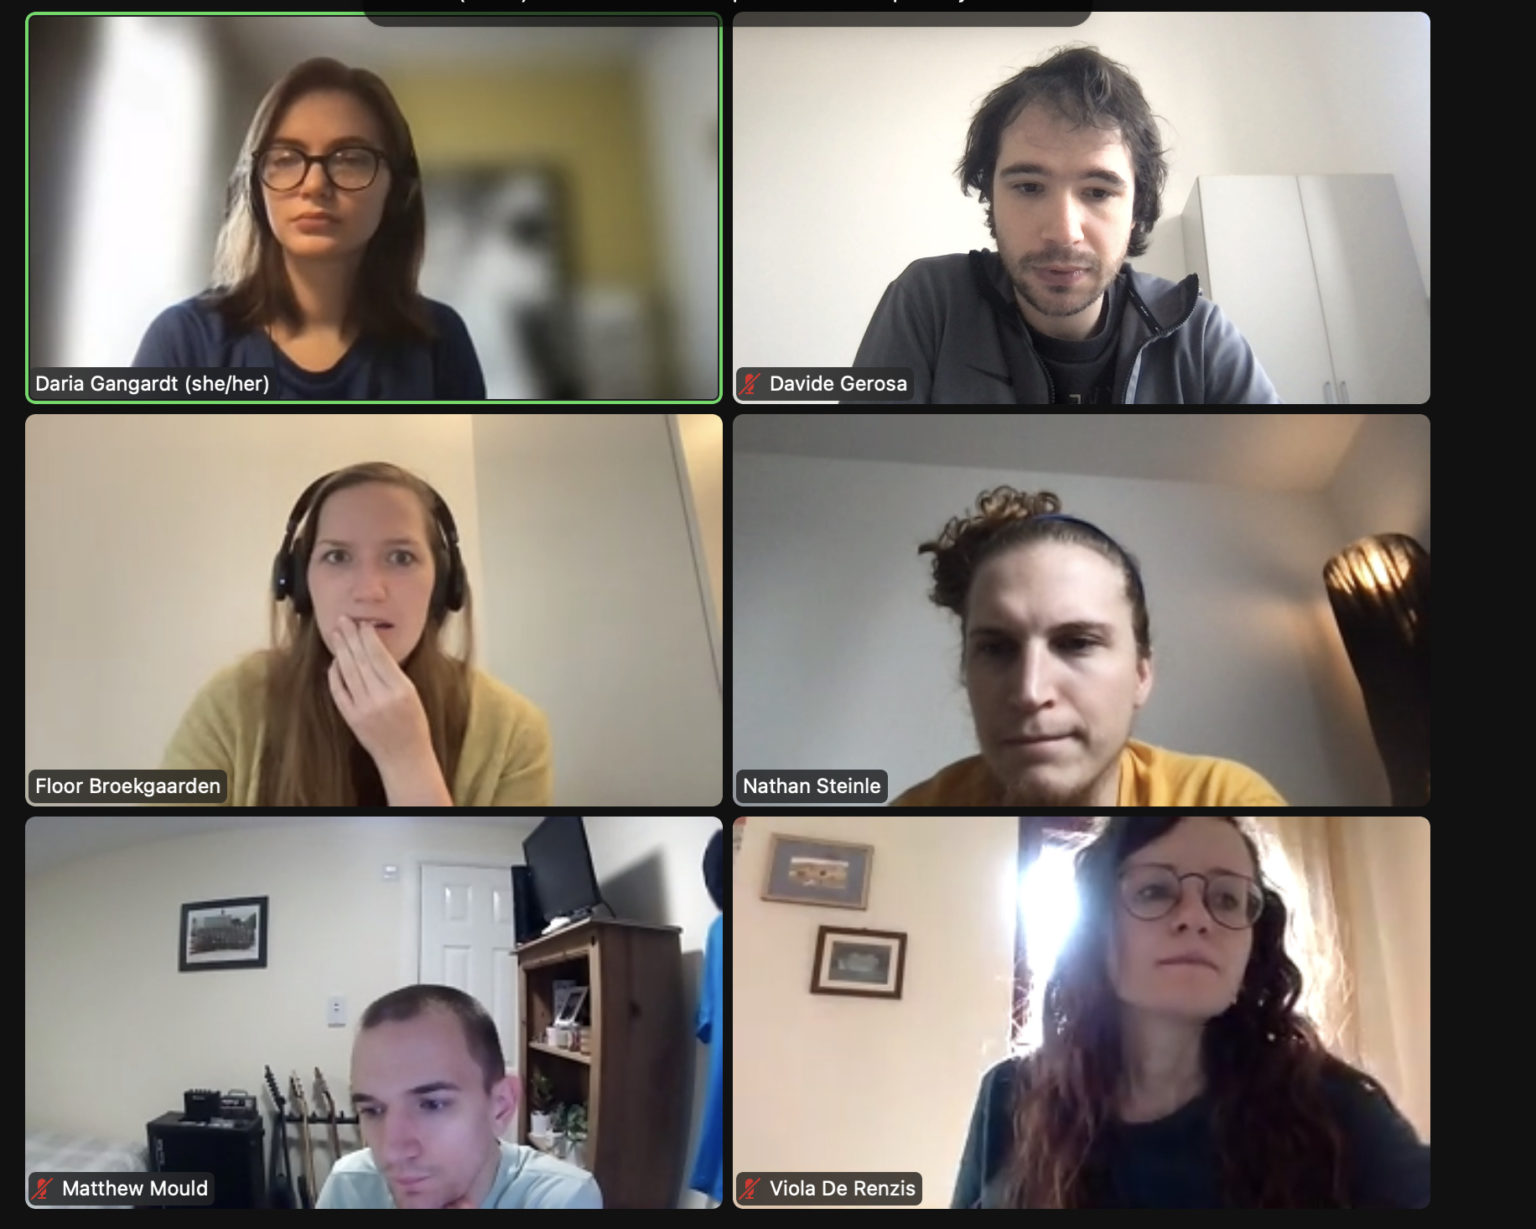 Daria Gangardt (she/her)
Davide Gerosa
Floor Broekgaarden
Nathan Steinle
Matthew Mould
Viola De Renzis